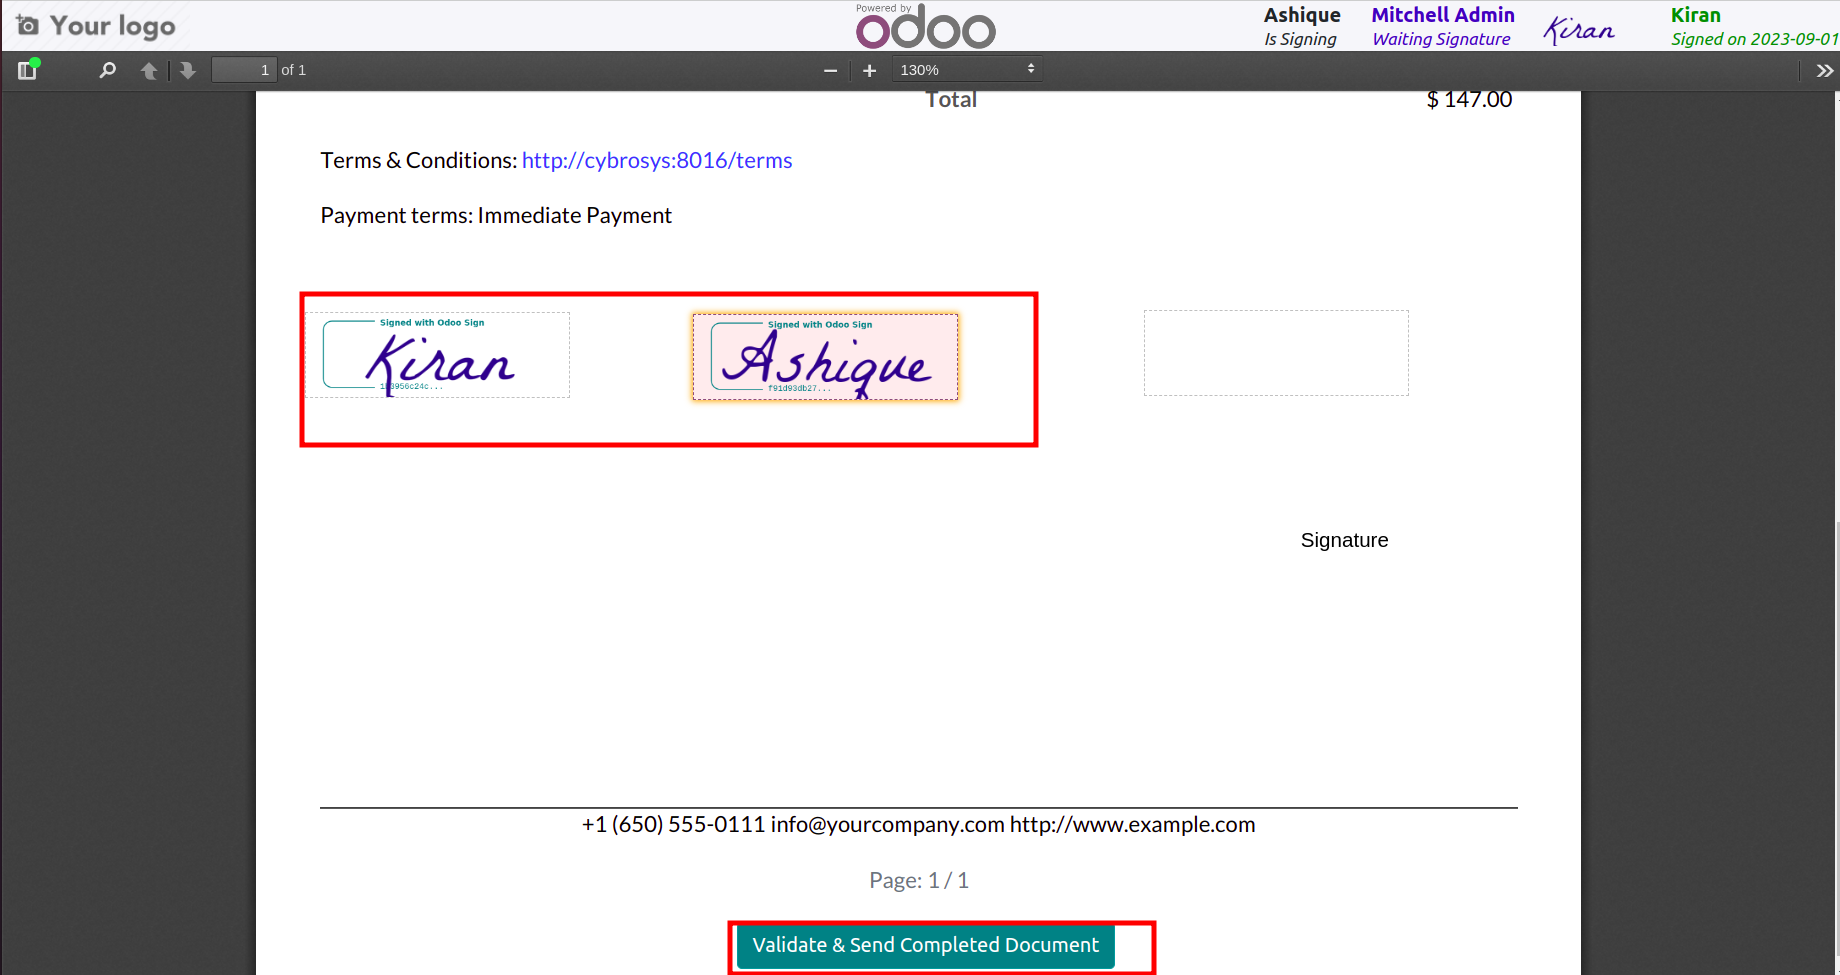 Your logo
Powered by
odoo
Ashique
Is Signing
Mitchell Admin
Waiting Signature
Kiran
Kiran
Signed on 2023-09-01
1 of 1
130%
Total $ 147.00
Terms & Conditions: http://cybrosys:8016/terms
Payment terms: Immediate Payment
Signed with Odoo Sign
Kiran
Signed with Odoo Sign
Ashique
f91d93db27...
Signature
+1 (650) 555-0111 info@yourcompany.com http://www.example.com
Page: 1 / 1
Validate & Send Completed Document